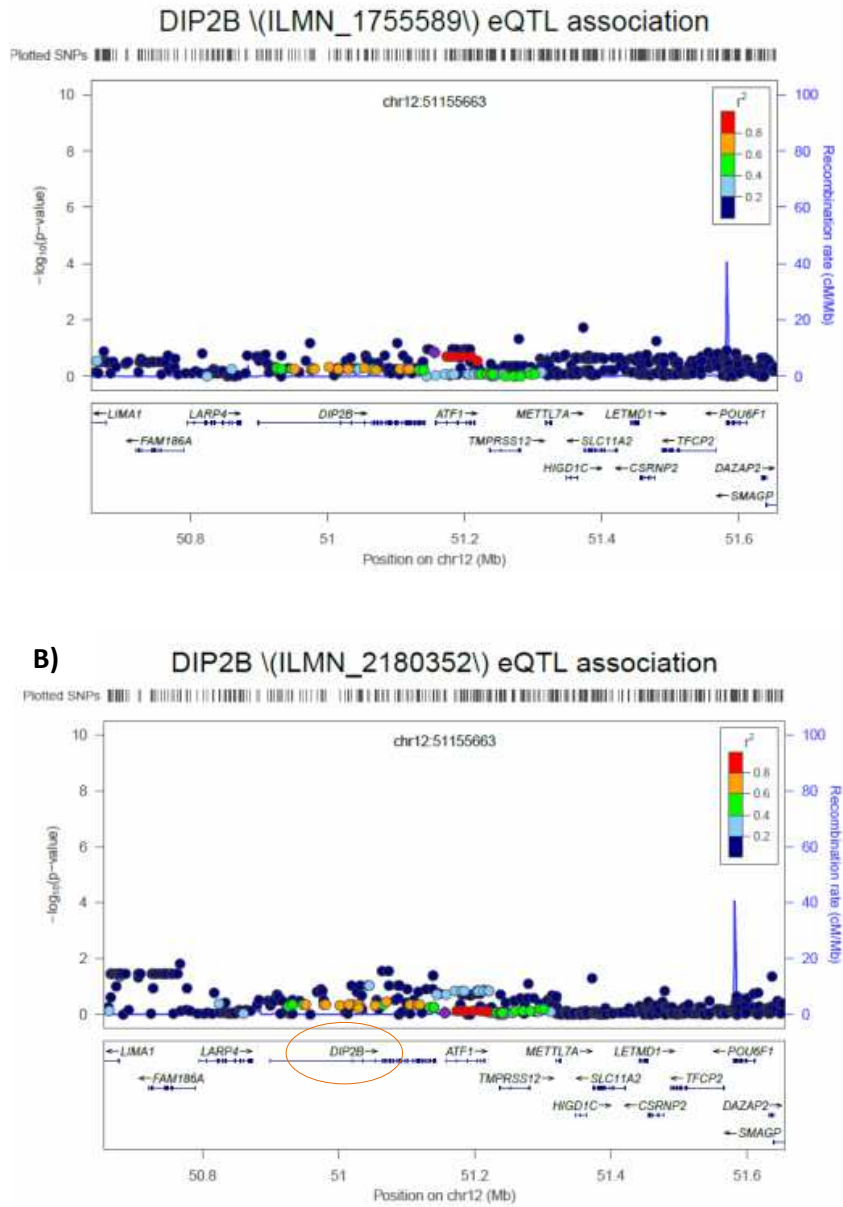 DIP2B \(ILMN_1755589\) eQTL association
Plotted SNPs
10 100
chr12:51155663
r²
0.8
0.6
0.4
0.2
8 80
6 60
4 40
2 20
0 0
−log₁₀(p-value)
Recombination rate (cM/Mb)
←LIMA1 LARP4→ DIP2B→ ATF1→ METTL7A→ LETMD1→ ←POU6F1
←FAM186A TMPRSS12→ ←SLC11A2 ←TFCP2
HIGD1C→ ←CSRNP2 DAZAP2→
←SMAGP
50.8 51 51.2 51.4 51.6
Position on chr12 (Mb)
B)
DIP2B \(ILMN_2180352\) eQTL association
Plotted SNPs
10 100
chr12:51155663
r²
0.8
0.6
0.4
0.2
8 80
6 60
4 40
2 20
0 0
−log₁₀(p-value)
Recombination rate (cM/Mb)
←LIMA1 LARP4→ DIP2B→ ATF1→ METTL7A→ LETMD1→ ←POU6F1
←FAM186A TMPRSS12→ ←SLC11A2 ←TFCP2
HIGD1C→ ←CSRNP2 DAZAP2→
←SMAGP
50.8 51 51.2 51.4 51.6
Position on chr12 (Mb)